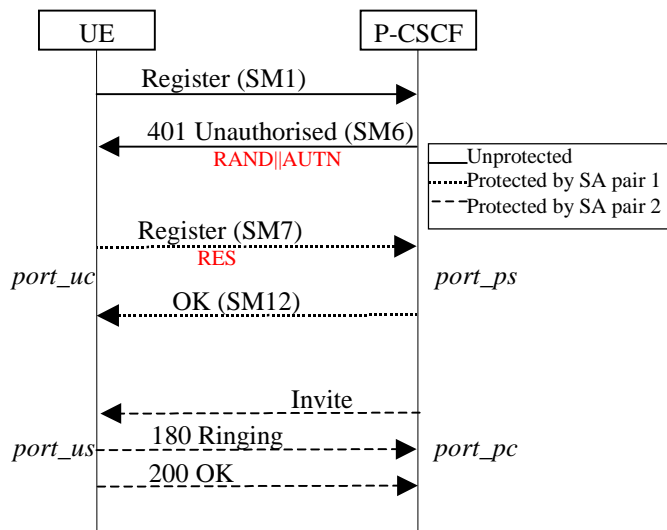 UE
P-CSCF
Register (SM1)
401 Unauthorised (SM6)
RAND||AUTN
Unprotected
Protected by SA pair 1
Protected by SA pair 2
Register (SM7)
RES
port_uc
port_ps
OK (SM12)
Invite
port_us
180 Ringing
port_pc
200 OK